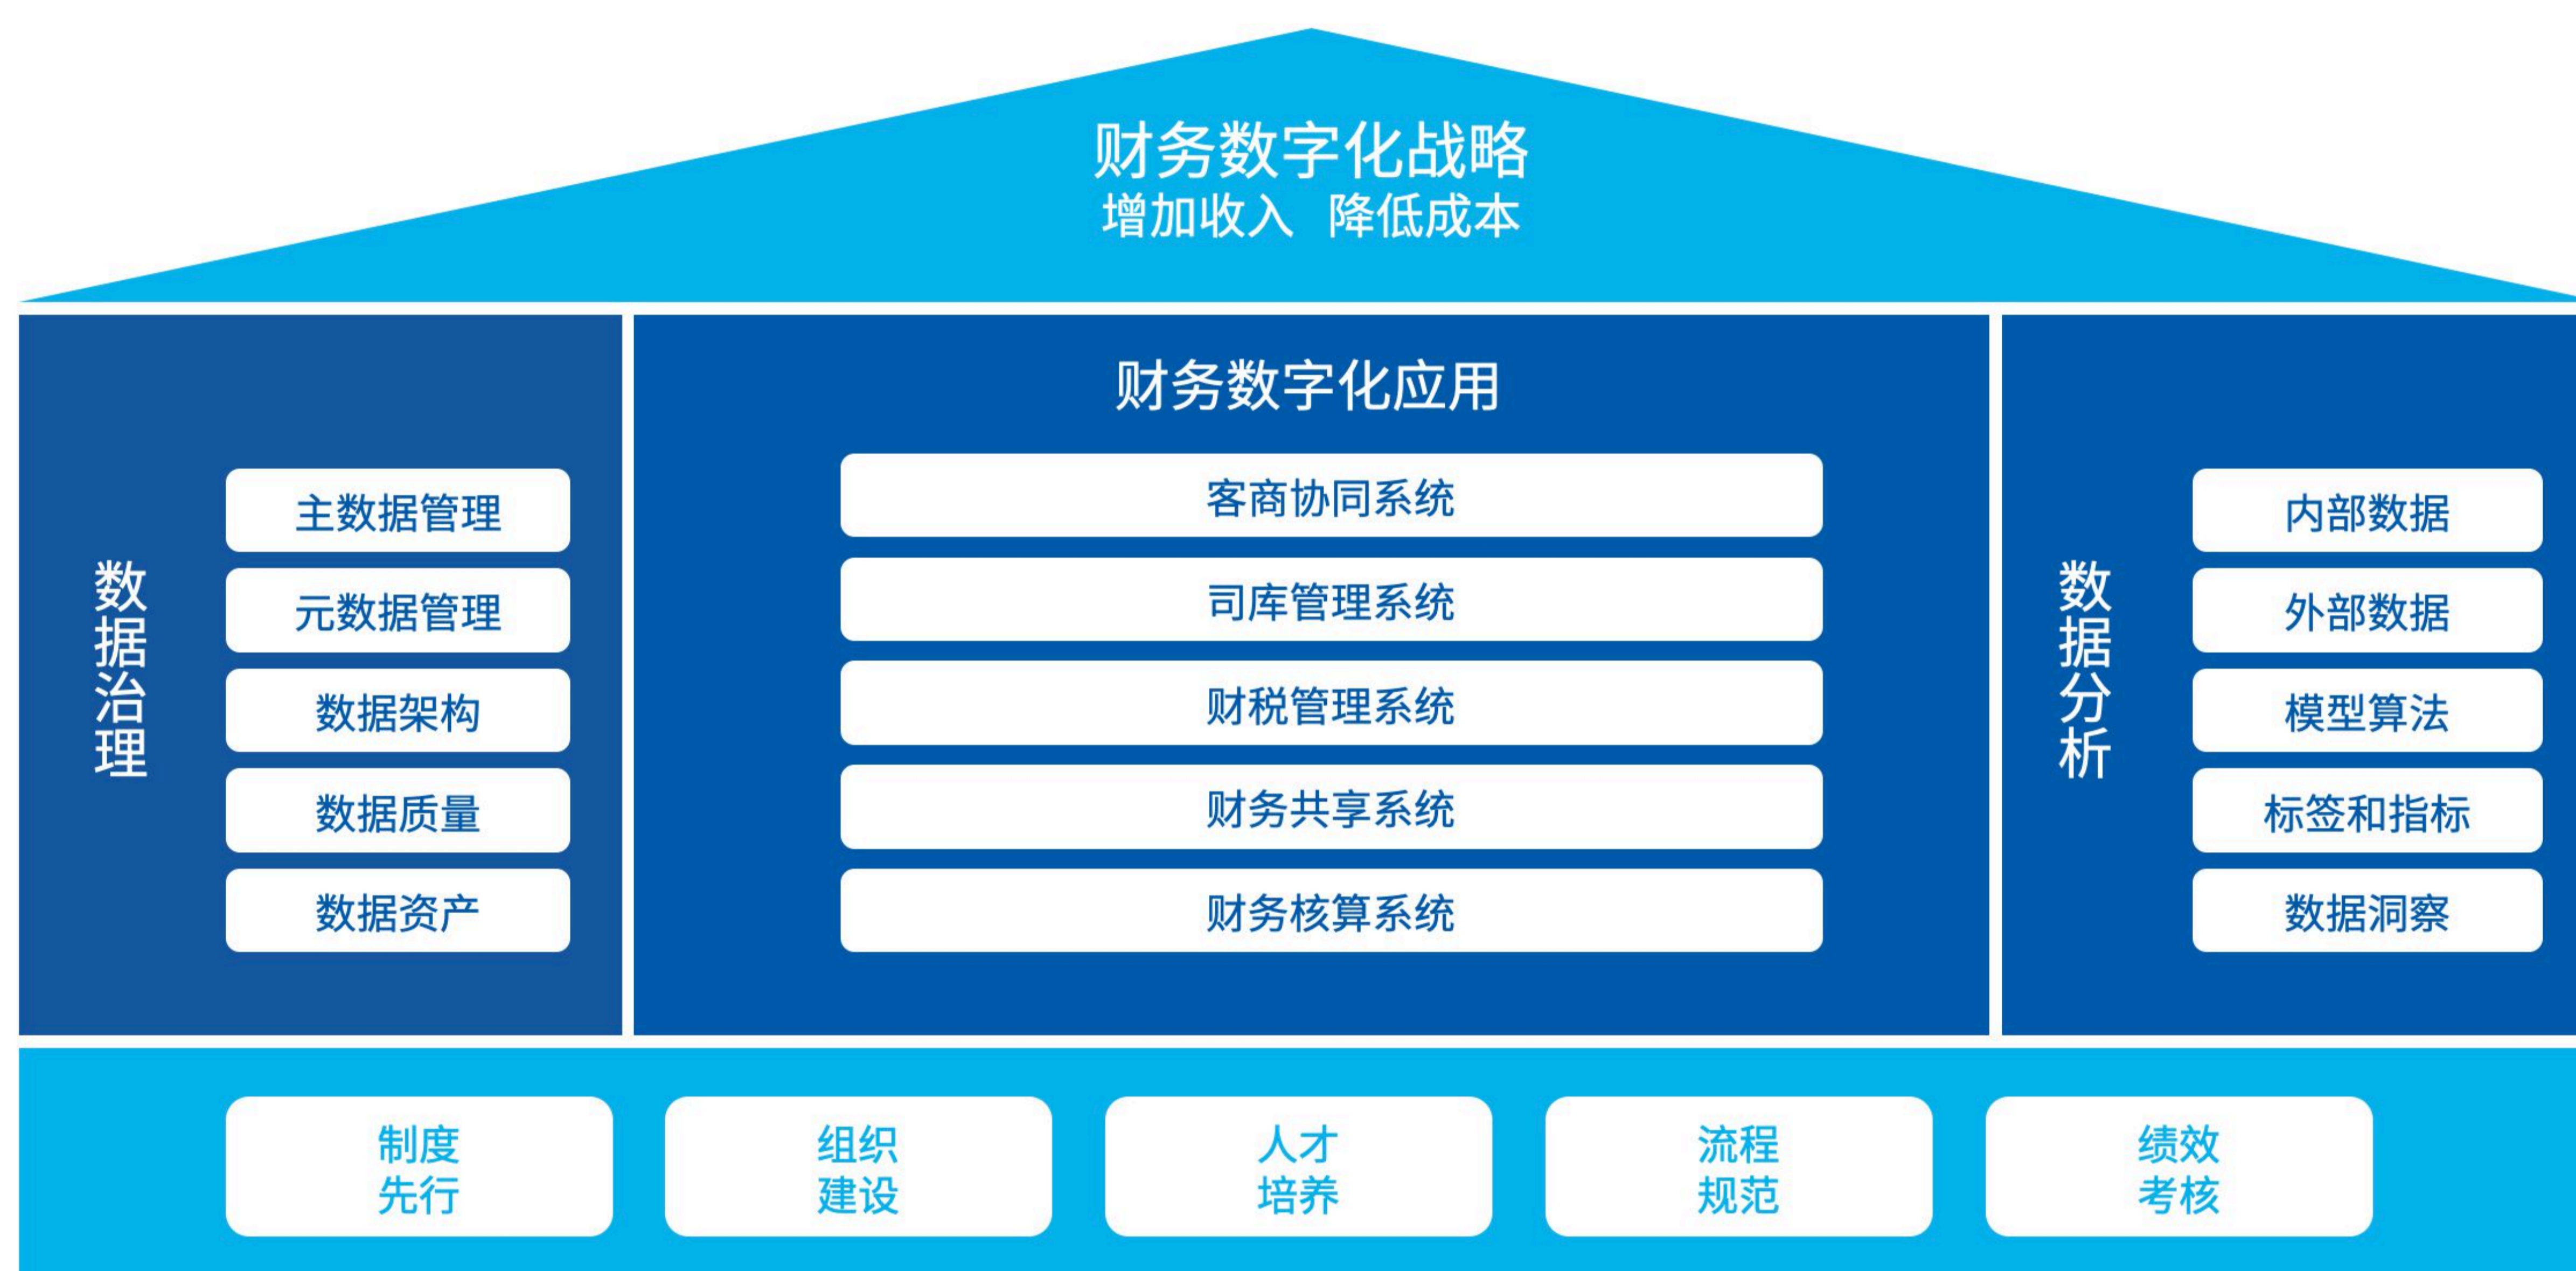 财务数字化战略
增加收入 降低成本
数据治理
主数据管理
元数据管理
数据架构
数据质量
数据资产
财务数字化应用
客商协同系统
司库管理系统
财税管理系统
财务共享系统
财务核算系统
数据分析
内部数据
外部数据
模型算法
标签和指标
数据洞察
制度
先行
组织
建设
人才
培养
流程
规范
绩效
考核